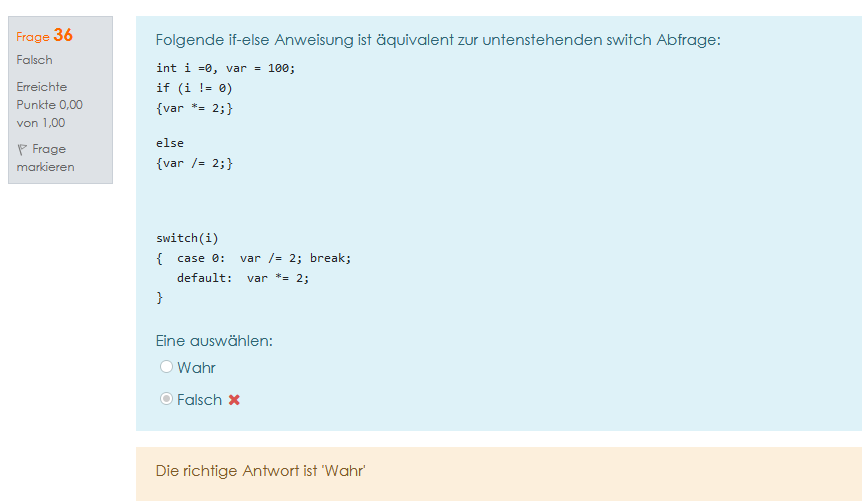 Frage 36
Falsch
Erreichte
Punkte 0,00
von 1,00
Frage
markieren
Folgende if-else Anweisung ist äquivalent zur untenstehenden switch Abfrage:
int i =0, var = 100;
if (i != 0)
{var *= 2;}
else
{var /= 2;}
switch(i)
{  case 0:  var /= 2; break;
   default:  var *= 2;
}
Eine auswählen:
Wahr
Falsch
Die richtige Antwort ist 'Wahr'